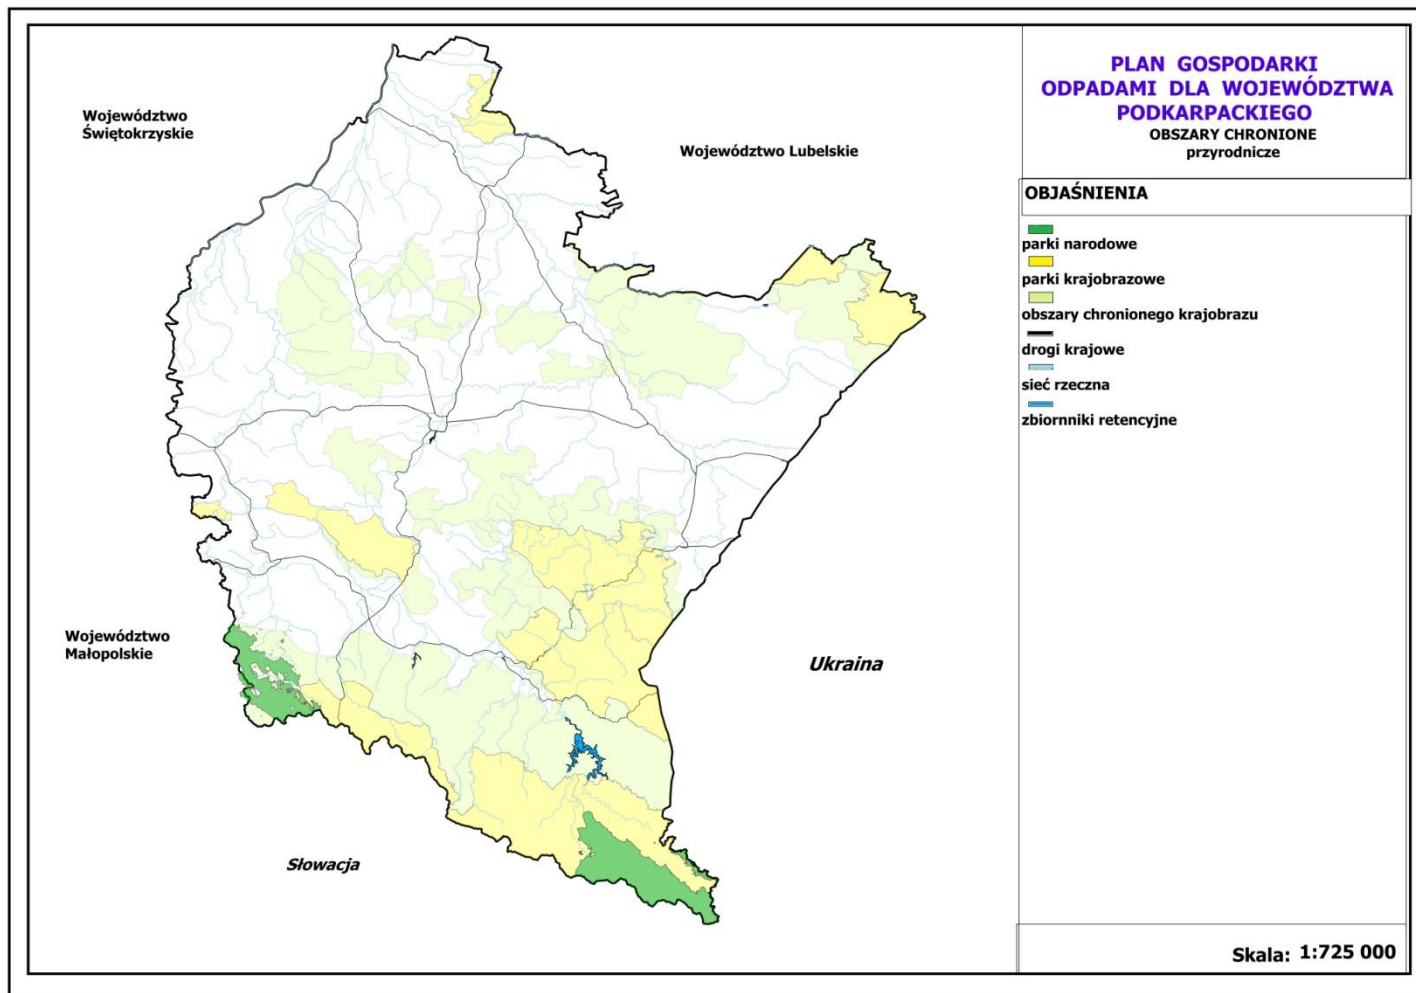 PLAN GOSPODARKI
ODPADAMI DLA WOJEWÓDZTWA
PODKARPACKIEGO
OBSZARY CHRONIONE
przyrodnicze
OBJAŚNIENIA
parki narodowe
parki krajobrazowe
obszary chronionego krajobrazu
drogi krajowe
sieć rzeczna
zbiornniki retencyjne
Województwo
Świętokrzyskie
Województwo Lubelskie
Województwo
Małopolskie
Ukraina
Słowacja
Skala: 1:725 000